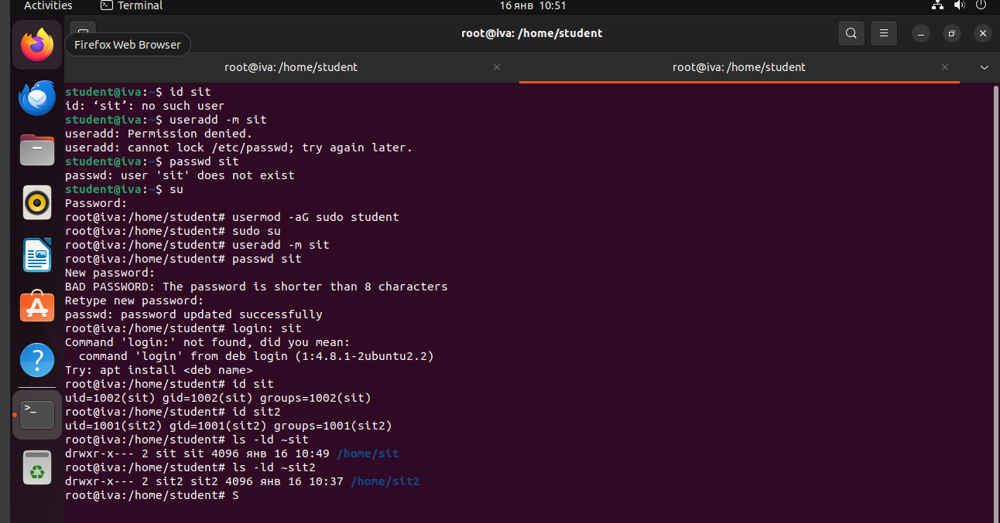 Activities
Terminal
16 янв 10:51
root@iva: /home/student
Firefox Web Browser
root@iva: /home/student
root@iva: /home/student
student@iva:~$ id sit
id: ‘sit’: no such user
student@iva:~$ useradd -m sit
useradd: Permission denied.
useradd: cannot lock /etc/passwd; try again later.
student@iva:~$ passwd sit
passwd: user 'sit' does not exist
student@iva:~$ su
Password:
root@iva:/home/student# usermod -aG sudo student
root@iva:/home/student# sudo su
root@iva:/home/student# useradd -m sit
root@iva:/home/student# passwd sit
New password:
BAD PASSWORD: The password is shorter than 8 characters
Retype new password:
passwd: password updated successfully
root@iva:/home/student# login: sit
Command 'login:' not found, did you mean:
  command 'login' from deb login (1:4.8.1-2ubuntu2.2)
Try: apt install <deb name>
root@iva:/home/student# id sit
uid=1002(sit) gid=1002(sit) groups=1002(sit)
root@iva:/home/student# id sit2
uid=1001(sit2) gid=1001(sit2) groups=1001(sit2)
root@iva:/home/student# ls -ld ~sit
drwxr-x--- 2 sit sit 4096 янв 16 10:49 /home/sit
root@iva:/home/student# ls -ld ~sit2
drwxr-x--- 2 sit2 sit2 4096 янв 16 10:37 /home/sit2
root@iva:/home/student# S